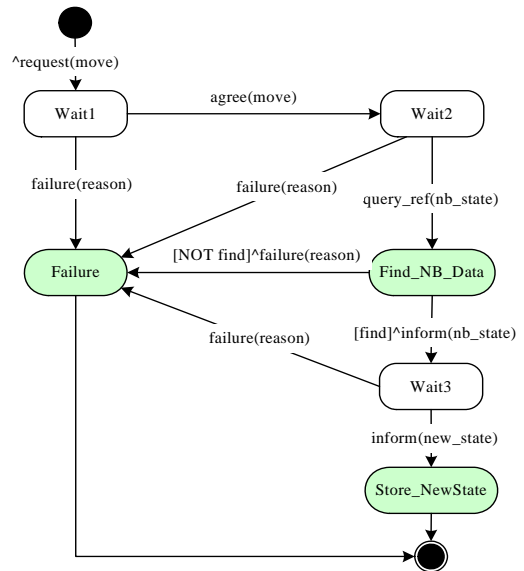 ^request(move)
Wait1
agree(move)
Wait2
failure(reason)
failure(reason)
query_ref(nb_state)
[NOT find]^failure(reason)
Failure
Find_NB_Data
failure(reason)
[find]^inform(nb_state)
Wait3
inform(new_state)
Store_NewState